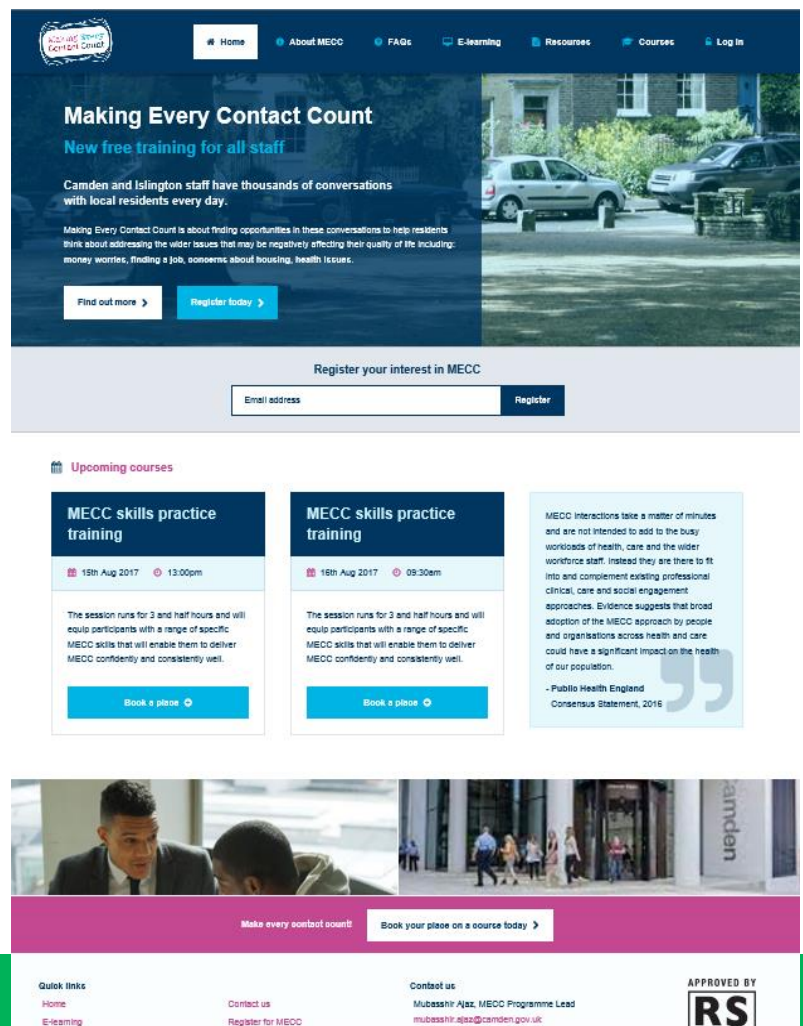 Making Every
Contact Count
Home
About MECC
FAQs
E-learning
Resources
Courses
Log in
Making Every Contact Count
New free training for all staff
Camden and Islington staff have thousands of conversations
with local residents every day.
Making Every Contact Count is about finding opportunities in these conversations to help residents
think about addressing the wider issues that may be negatively affecting their quality of life including:
money worries, finding a job, concerns about housing, health issues.
Find out more
Register today
Register your interest in MECC
Email address
Register
Upcoming courses
MECC skills practice
training
15th Aug 2017
13:00pm
The session runs for 3 and half hours and will
equip participants with a range of specific
MECC skills that will enable them to deliver
MECC confidently and consistently well.
Book a place
MECC skills practice
training
16th Aug 2017
09:30am
The session runs for 3 and half hours and will
equip participants with a range of specific
MECC skills that will enable them to deliver
MECC confidently and consistently well.
Book a place
MECC interactions take a matter of minutes
and are not intended to add to the busy
workloads of health, care and the wider
workforce staff. Instead they are there to fit
into and complement existing professional
clinical, care and social engagement
approaches. Evidence suggests that broad
adoption of the MECC approach by people
and organisations across health and care
could have a significant impact on the health
of our population.
- Public Health England
Consensus Statement, 2016
amden
Make every contact count!
Book your place on a course today
Quick links
Home
E-learning
Contact us
Register for MECC
Contact us
Mubasshir Ajaz, MECC Programme Lead
mubasshir.ajaz@camden.gov.uk
APPROVED BY
RS